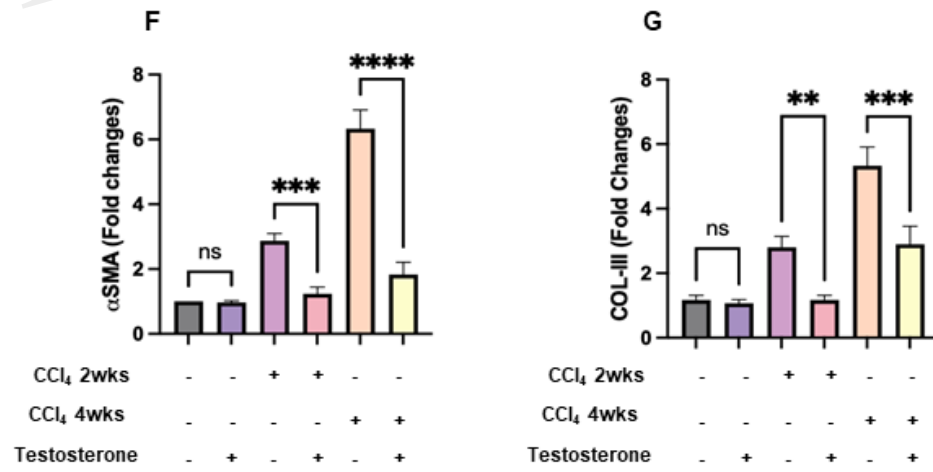 F
αSMA (Fold changes)
8
6
4
2
0
ns
***
****
CCl₄ 2wks - - + + - -
CCl₄ 4wks - - - - + +
Testosterone - + - + - +
G
COL-III (Fold Changes)
8
6
4
2
0
ns
**
***
CCl₄ 2wks - - + + - -
CCl₄ 4wks - - - - + +
Testosterone - + - + - +